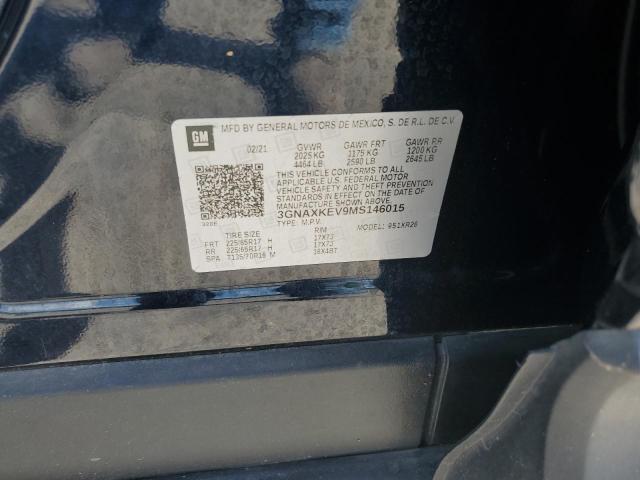 GM
MFD BY GENERAL MOTORS DE MEXICO, S. DE R.L. DE C.V.
02/21 GVWR GAWR FRT GAWR RR
2025 KG 1175 KG 1200 KG
4464 LB 2590 LB 2645 LB
THIS VEHICLE CONFORMS TO ALL
APPLICABLE U.S. FEDERAL MOTOR
VEHICLE SAFETY AND BUMPER AND
THEFT PREVENTION STANDARDS IN
EFFECT ON THE DATE OF
MANUFACTURE SHOWN ABOVE.
3GNAXKEV9MS146015
TYPE: M.P.V. MODEL: 9S1XR26
TIRE SIZE RIM
FRT 225/65R17 H 17X7J
RR 225/65R17 H 17X7J
SPA T135/70R16 M 16X4BT